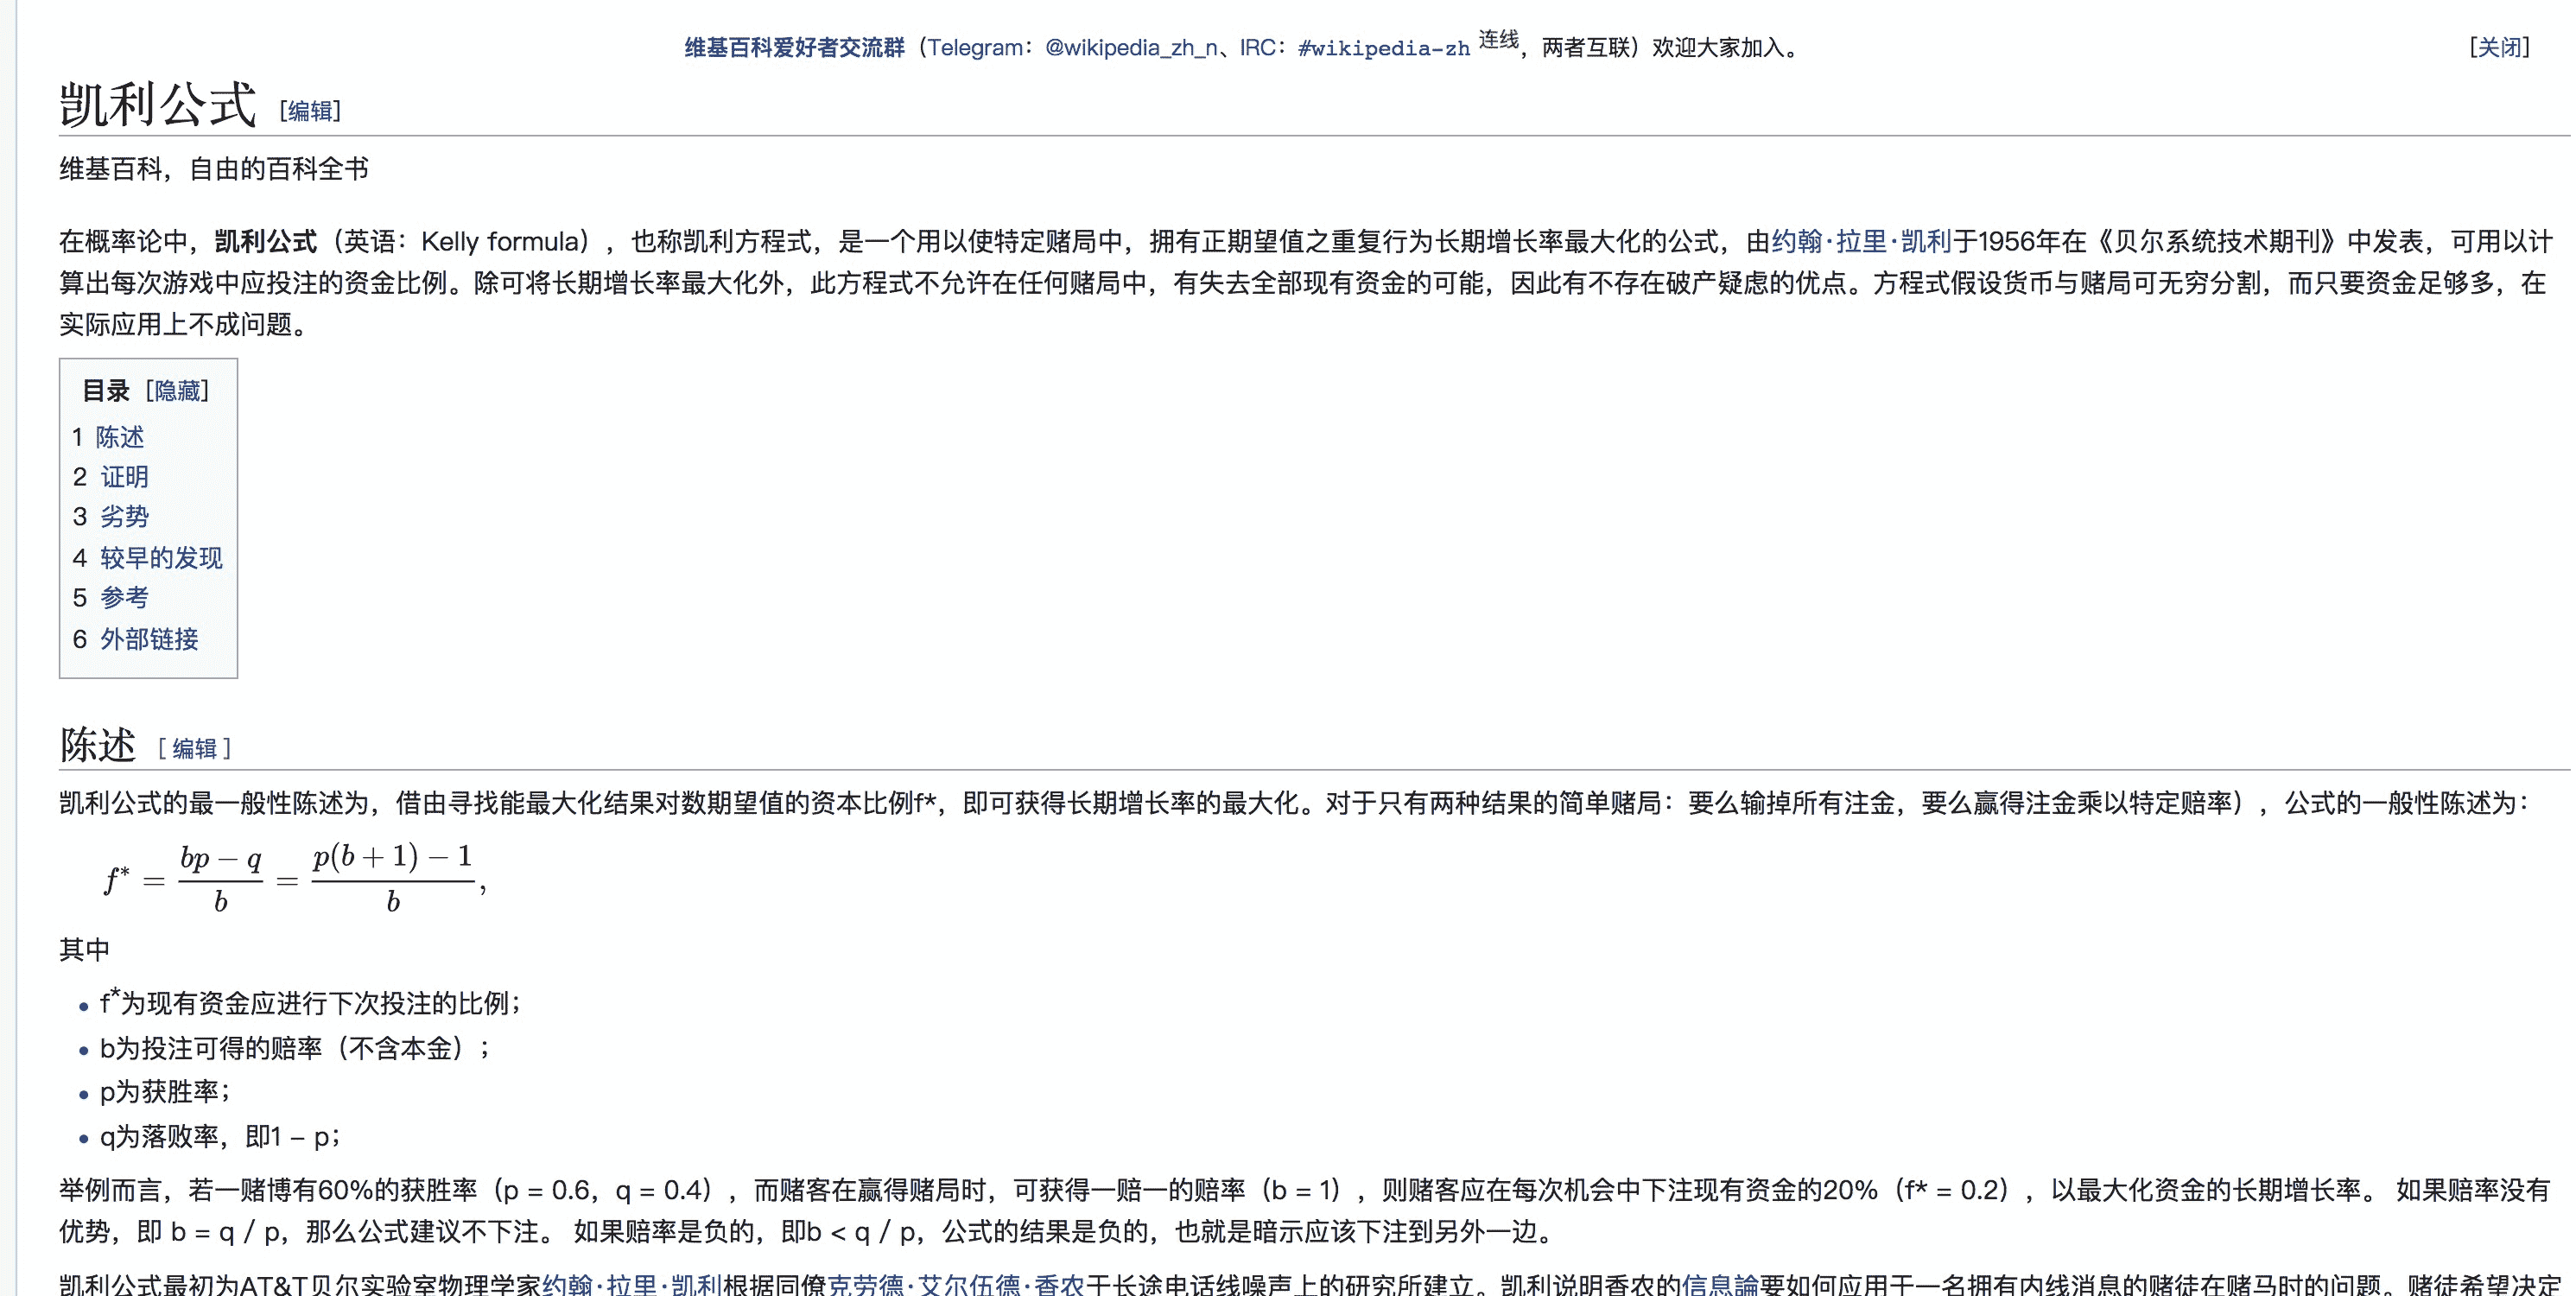 维基百科爱好者交流群（Telegram：@wikipedia_zh_n、IRC：#wikipedia-zh 连线，两者互联）欢迎大家加入。 [关闭]
凯利公式 [编辑]
维基百科，自由的百科全书
在概率论中，凯利公式（英语：Kelly formula），也称凯利方程式，是一个用以使特定赌局中，拥有正期望值之重复行为长期增长率最大化的公式，由约翰·拉里·凯利于1956年在《贝尔系统技术期刊》中发表，可用以计
算出每次游戏中应投注的资金比例。除可将长期增长率最大化外，此方程式不允许在任何赌局中，有失去全部现有资金的可能，因此有不存在破产疑虑的优点。方程式假设货币与赌局可无穷分割，而只要资金足够多，在
实际应用上不成问题。
目录 [隐藏]
1 陈述
2 证明
3 劣势
4 较早的发现
5 参考
6 外部链接
陈述 [编辑]
凯利公式的最一般性陈述为，借由寻找能最大化结果对数期望值的资本比例f*，即可获得长期增长率的最大化。对于只有两种结果的简单赌局：要么输掉所有注金，要么赢得注金乘以特定赔率），公式的一般性陈述为：
f* = (bp − q)/b = (p(b + 1) − 1)/b,
其中
• f*为现有资金应进行下次投注的比例；
• b为投注可得的赔率（不含本金）；
• p为获胜率；
• q为落败率，即1 – p；
举例而言，若一赌博有60%的获胜率（p = 0.6，q = 0.4），而赌客在赢得赌局时，可获得一赔一的赔率（b = 1），则赌客应在每次机会中下注现有资金的20%（f* = 0.2），以最大化资金的长期增长率。 如果赔率没有
优势，即 b = q / p，那么公式建议不下注。 如果赔率是负的，即b < q / p，公式的结果是负的，也就是暗示应该下注到另外一边。
凯利公式最初为AT&T贝尔实验室物理学家约翰·拉里·凯利根据同僚克劳德·艾尔伍德·香农于长途电话线噪声上的研究所建立。凯利说明香农的信息論要如何应用于一名拥有内线消息的赌徒在赌马时的问题。赌徒希望决定